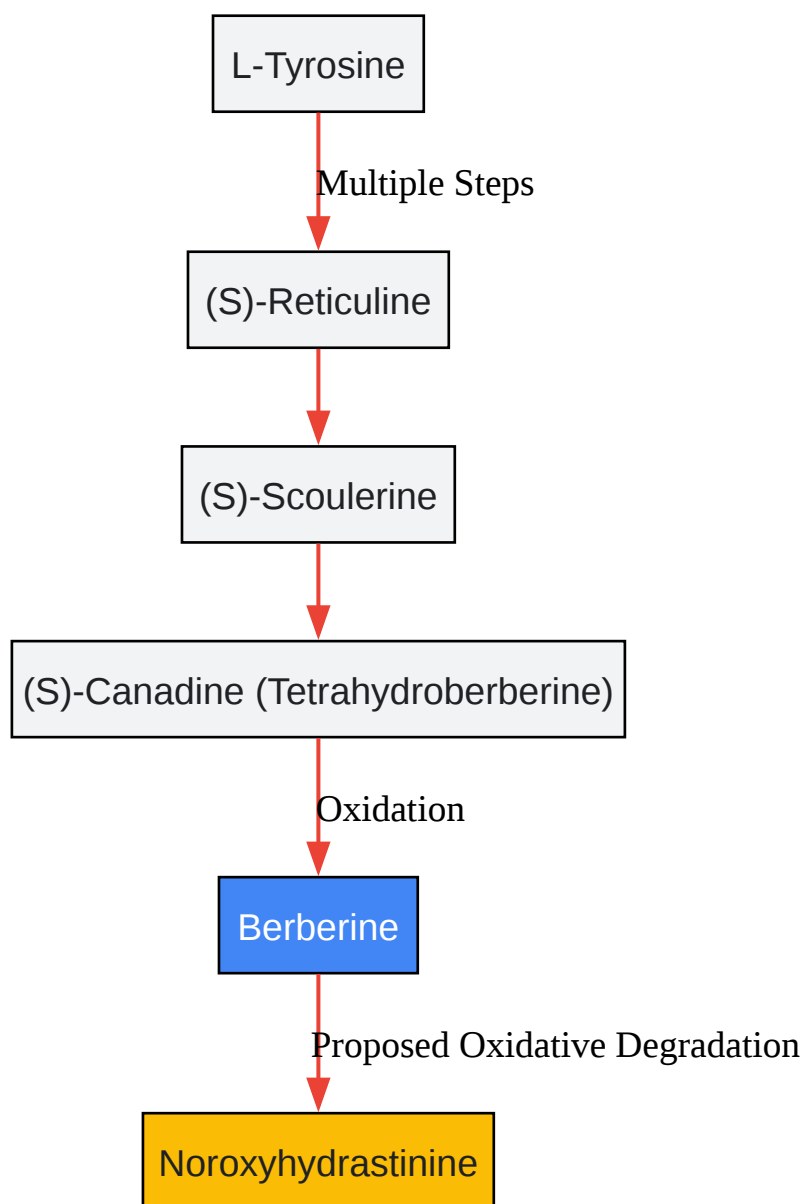 L-Tyrosine
Multiple Steps
(S)-Reticuline
(S)-Scoulerine
(S)-Canadine (Tetrahydroberberine)
Oxidation
Berberine
Proposed Oxidative Degradation
Noroxyhydrastinine